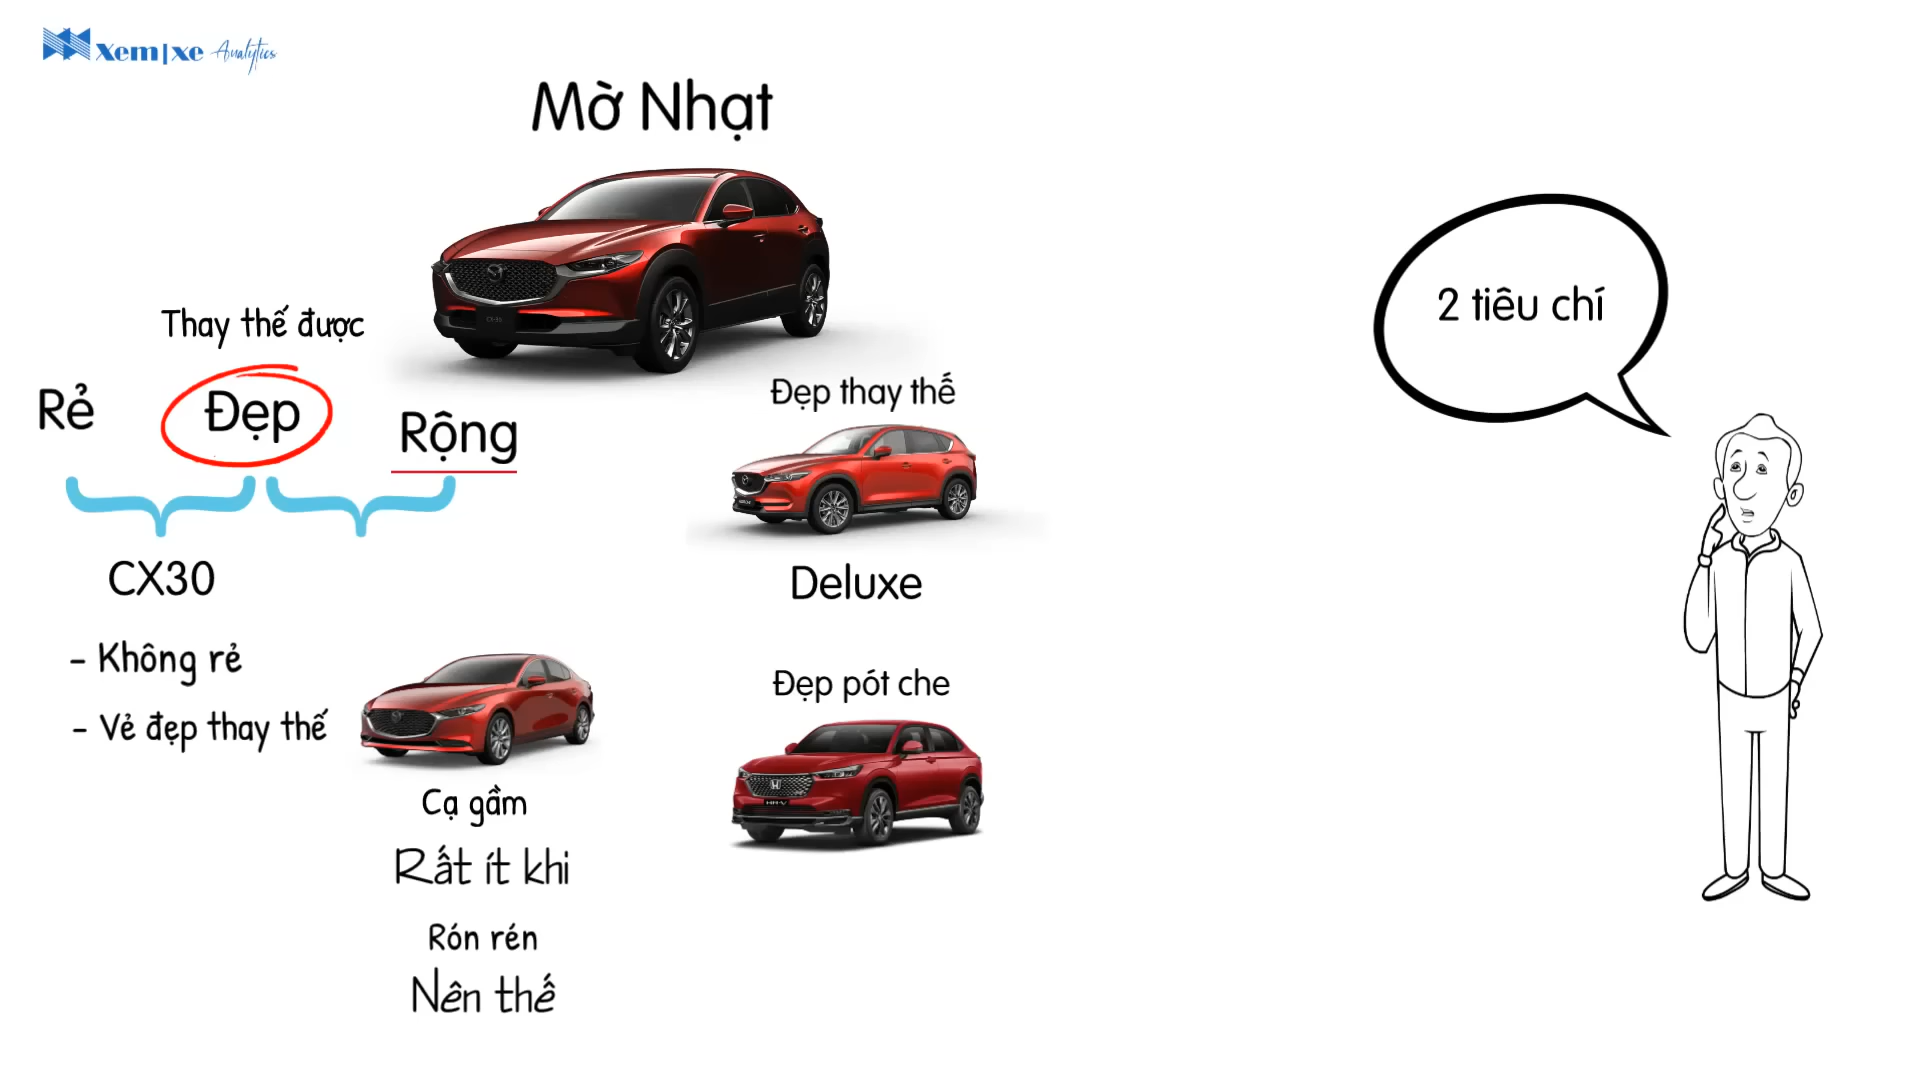 Xem|xe Analytics
Mờ Nhạt
2 tiêu chí
Thay thế được
Rẻ
Đẹp
Rộng
Đẹp thay thế
Deluxe
CX30
- Không rẻ
- Vẻ đẹp thay thế
Cạ gầm
Rất ít khi
Rón rén
Nên thế
Đẹp pót che
HR-V